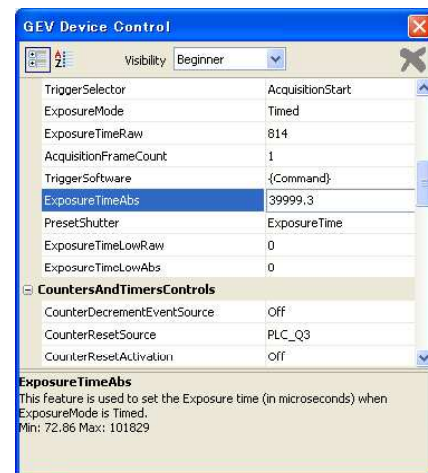 GEV Device Control
Visibility Beginner
TriggerSelector AcquisitionStart
ExposureMode Timed
ExposureTimeRaw 814
AcquisitionFrameCount 1
TriggerSoftware {Command}
ExposureTimeAbs 39999.3
PresetShutter ExposureTime
ExposureTimeLowRaw 0
ExposureTimeLowAbs 0
CountersAndTimersControls
CounterDecrementEventSource Off
CounterResetSource PLC_Q3
CounterResetActivation Off
ExposureTimeAbs
This feature is used to set the Exposure time (in microseconds) when
ExposureMode is Timed.
Min: 72.86 Max: 101829